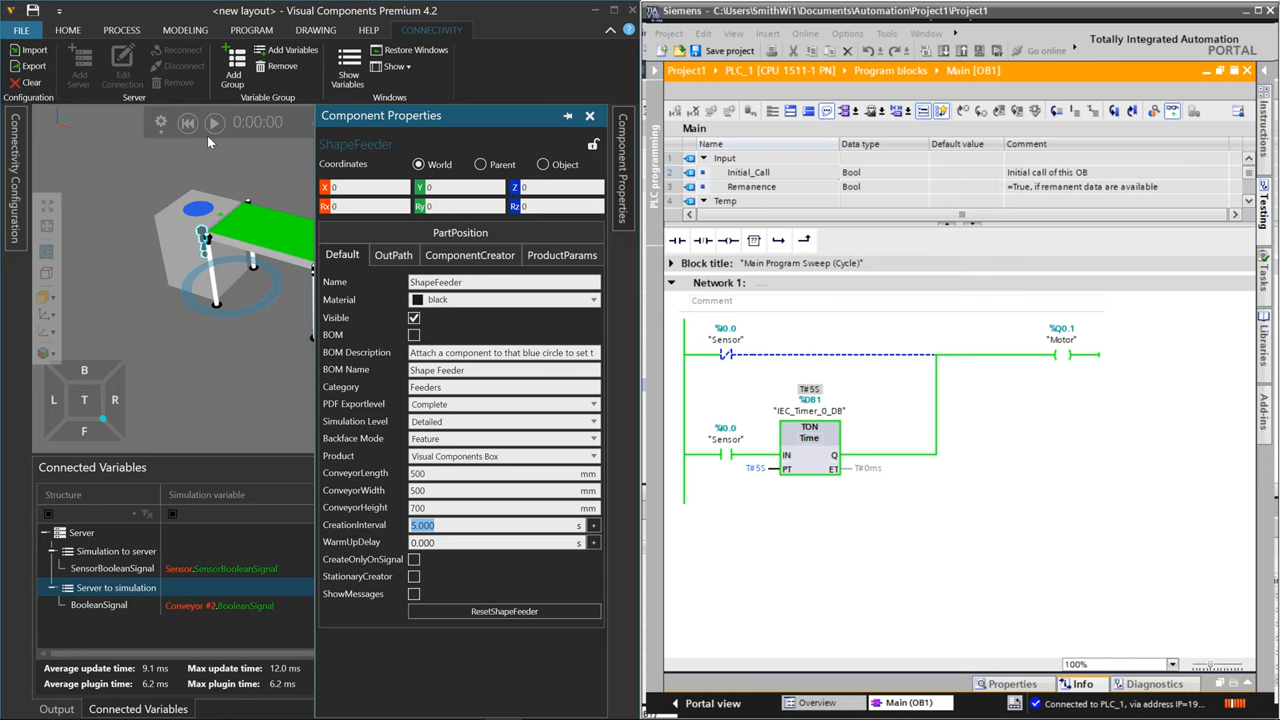 <new layout> - Visual Components Premium 4.2
FILE HOME PROCESS MODELING PROGRAM DRAWING HELP CONNECTIVITY
Import
Export
Clear
Configuration
Add Server
Edit Connection
Reconnect
Disconnect
Remove
Server
Add Group
Add Variables
Remove
Variable Group
Show Variables
Restore Windows
Show
Windows
Connectivity Configuration
0:00:00
B
L T R
F
Component Properties
ShapeFeeder
Coordinates World Parent Object
X 0 Y 0 Z 0
Rx 0 Ry 0 Rz 0
PartPosition
Default OutPath ComponentCreator ProductParams
Name ShapeFeeder
Material black
Visible
BOM
BOM Description Attach a component to that blue circle to set t
BOM Name Shape Feeder
Category Feeders
PDF Exportlevel Complete
Simulation Level Detailed
Backface Mode Feature
Product Visual Components Box
ConveyorLength 500 mm
ConveyorWidth 500 mm
ConveyorHeight 700 mm
CreationInterval 5.000 s
WarmUpDelay 0.000 s
CreateOnlyOnSignal
StationaryCreator
ShowMessages
ResetShapeFeeder
Component Properties
Connected Variables
Structure Simulation variable
Server
Simulation to server
SensorBooleanSignal Sensor.SensorBooleanSignal
Server to simulation
BooleanSignal Conveyor #2.BooleanSignal
Average update time: 9.1 ms Max update time: 12.0 ms
Average plugin time: 6.2 ms Max plugin time: 6.2 ms
Output Connected Variables
Siemens - C:\Users\SmithWi1\Documents\Automation\Project1\Project1
Project Edit View Insert Online Options Tools Window
Save project
Go online
Totally Integrated Automation
PORTAL
Project1 PLC_1 [CPU 1511-1 PN] Program blocks Main [OB1]
PLC programming
Main
Name Data type Default value Comment
1 Input
2 Initial_Call Bool Initial call of this OB
3 Remanence Bool =True, if remanent data are available
4 Temp
??
Block title: "Main Program Sweep (Cycle)"
Network 1:
Comment
%I0.0
"Sensor"
%Q0.1
"Motor"
T#5S
%DB1
"IEC_Timer_0_DB"
TON
Time
%I0.0
"Sensor"
IN Q
T#5S PT ET T#0ms
100%
Properties Info Diagnostics
Portal view Overview Main (OB1) Connected to PLC_1, via address IP=19...
Instructions
Testing
Tasks
Libraries
Add-ins